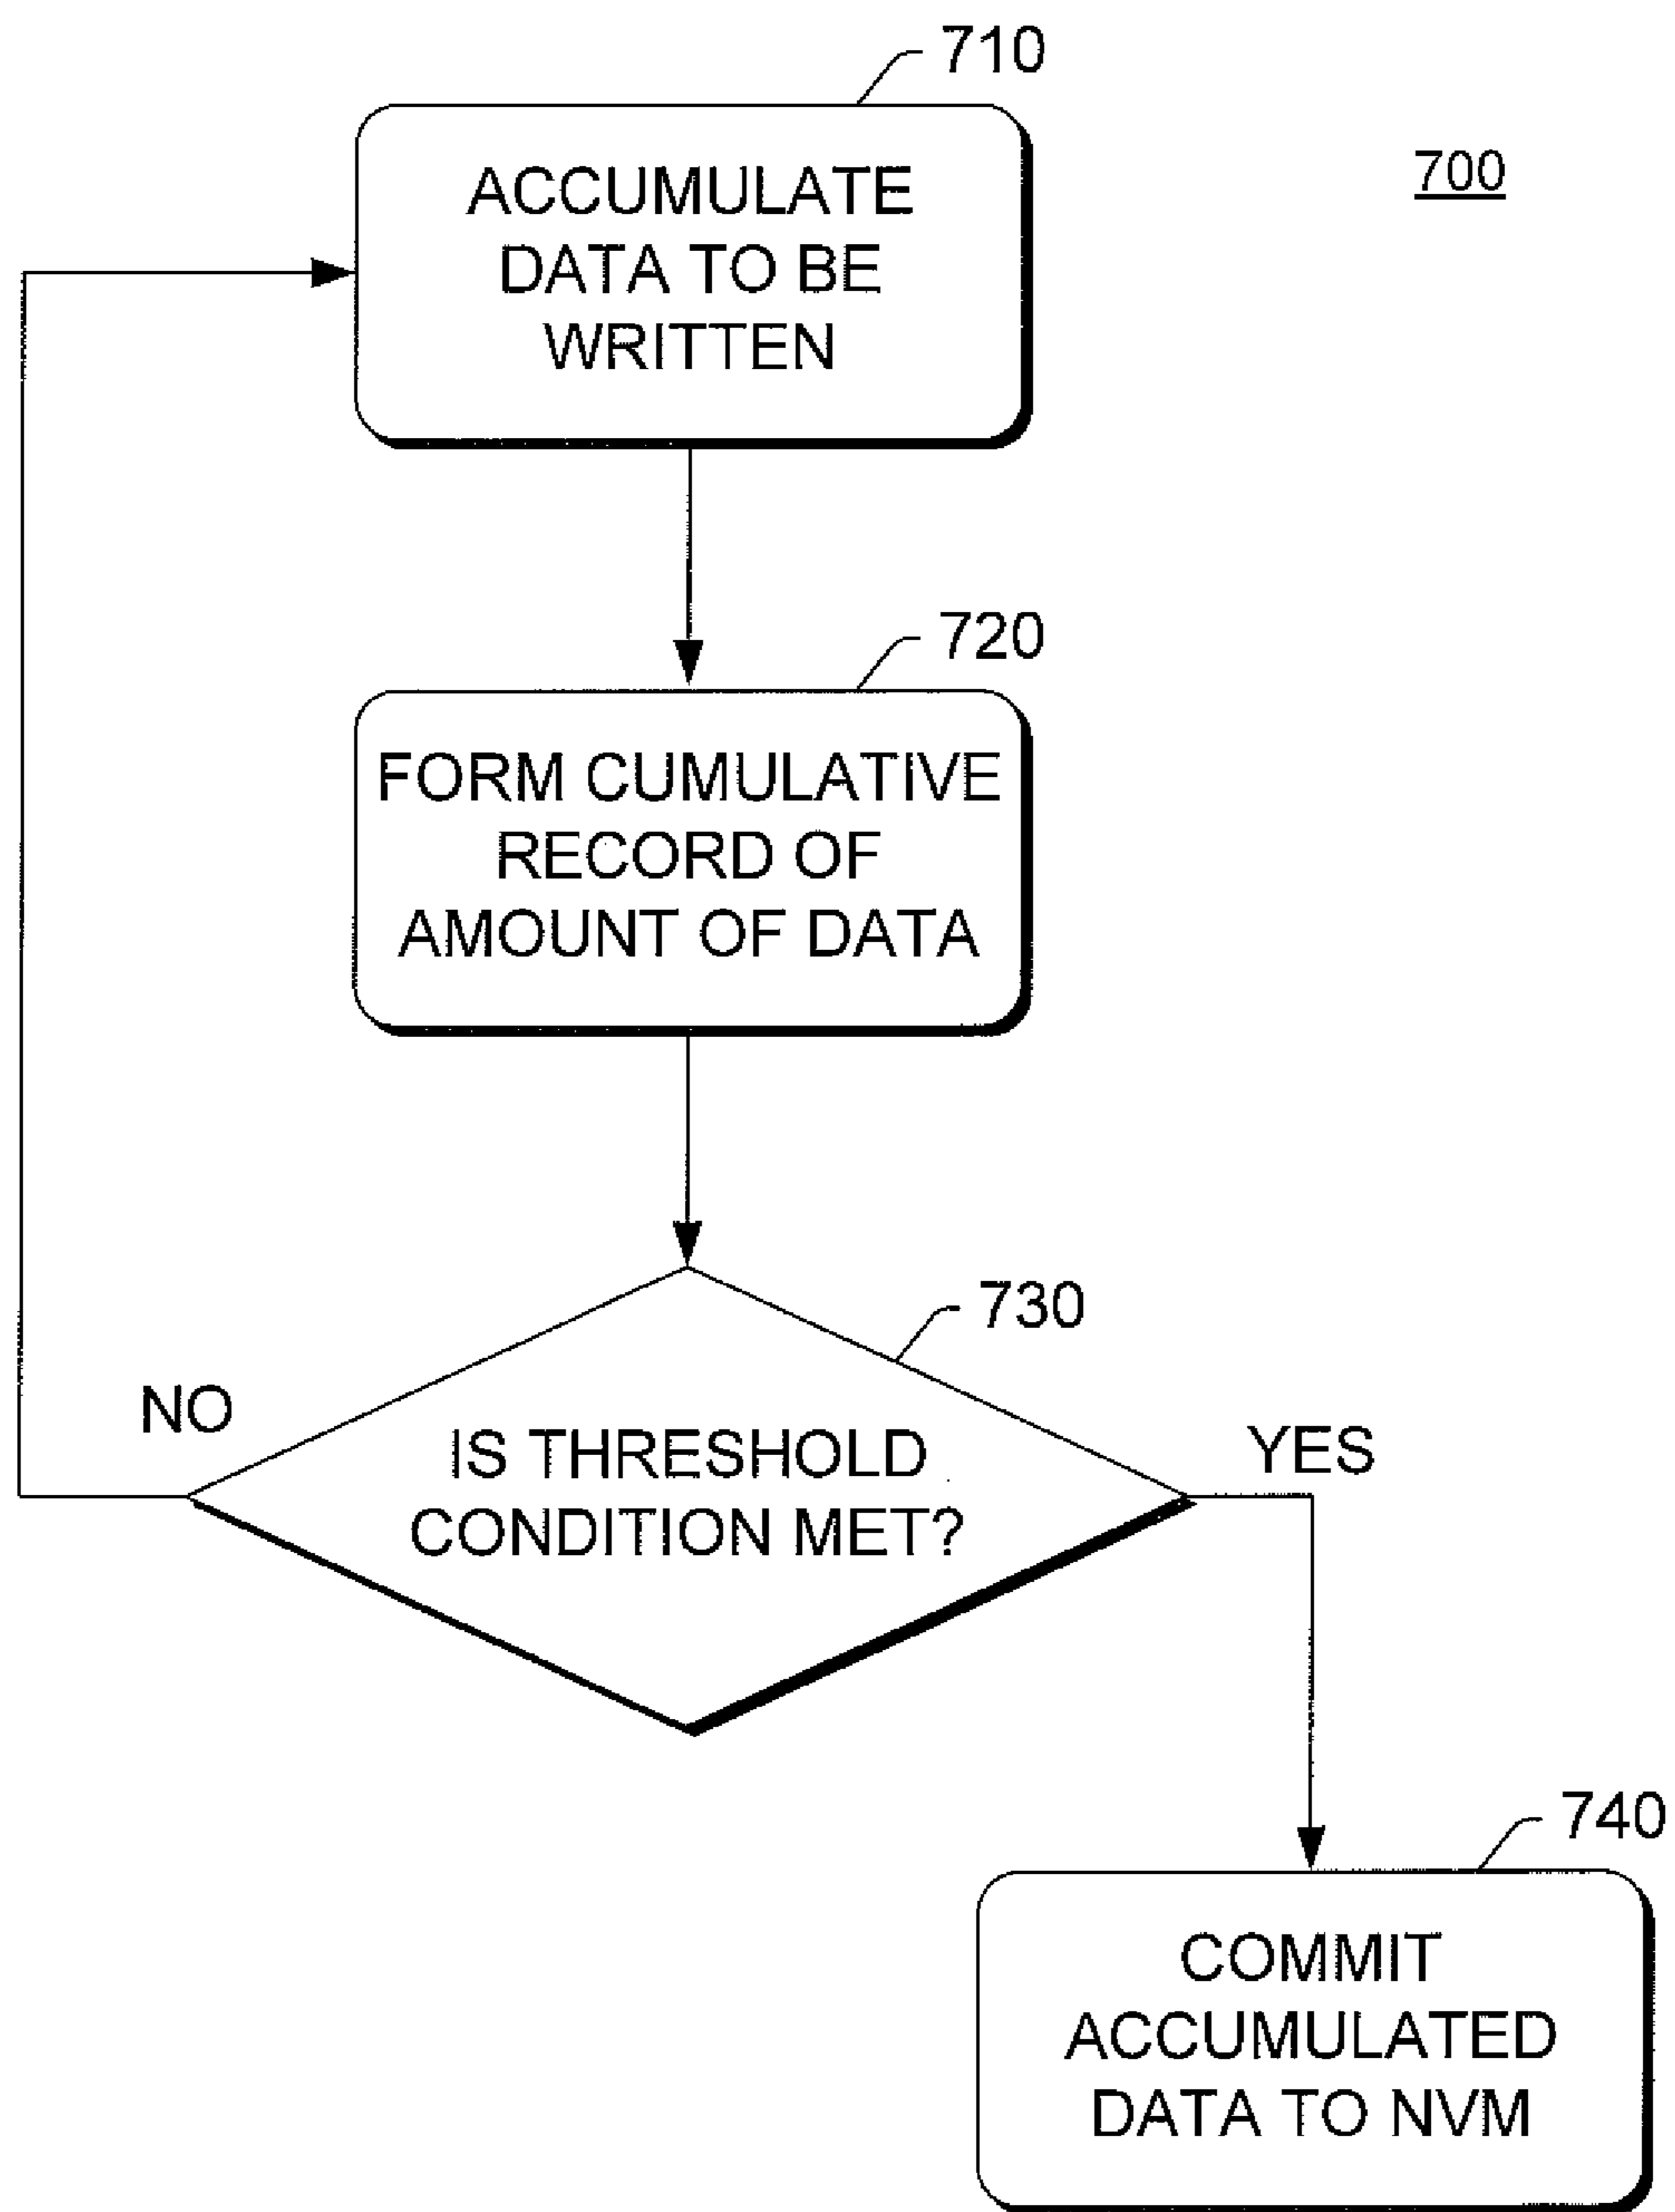 710
700
ACCUMULATE
DATA TO BE
WRITTEN
720
FORM CUMULATIVE
RECORD OF
AMOUNT OF DATA
730
NO
IS THRESHOLD
CONDITION MET?
YES
740
COMMIT
ACCUMULATED
DATA TO NVM